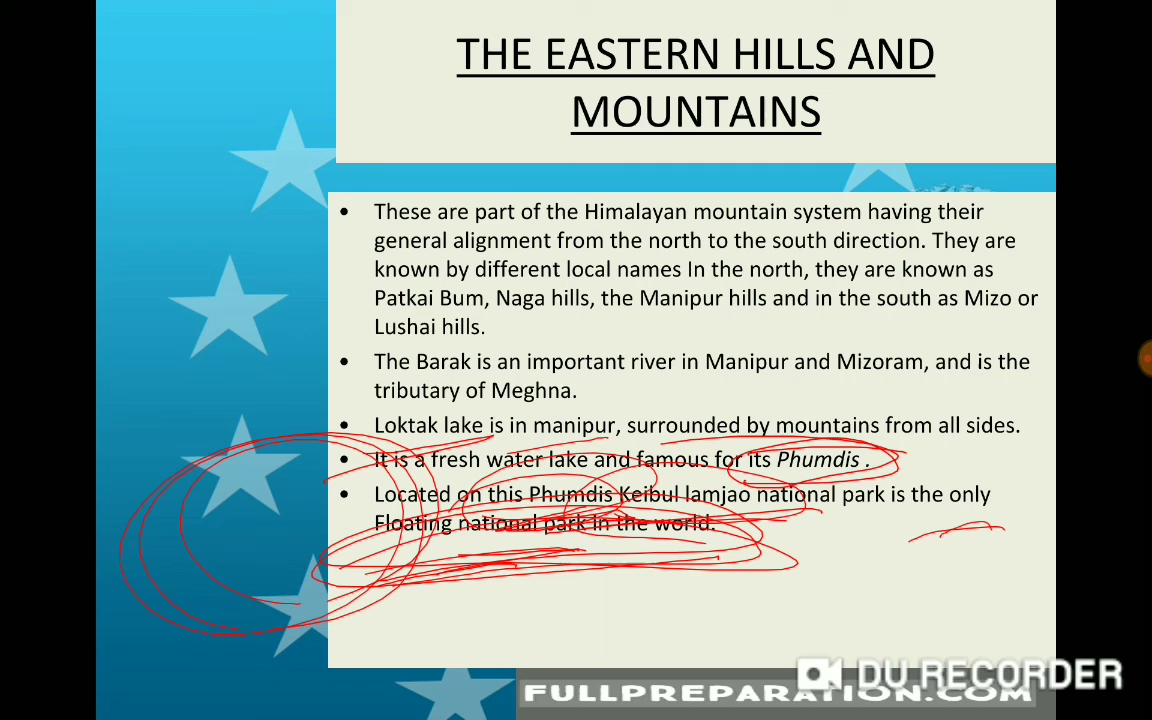 THE EASTERN HILLS AND
MOUNTAINS
• These are part of the Himalayan mountain system having their
general alignment from the north to the south direction. They are
known by different local names In the north, they are known as
Patkai Bum, Naga hills, the Manipur hills and in the south as Mizo or
Lushai hills.
• The Barak is an important river in Manipur and Mizoram, and is the
tributary of Meghna.
• Loktak lake is in manipur, surrounded by mountains from all sides.
• It is a fresh water lake and famous for its Phumdis .
• Located on this Phumdis Keibul lamjao national park is the only
Floating national park in the world.
DU RECORDER
FULLPREPARATION.COM